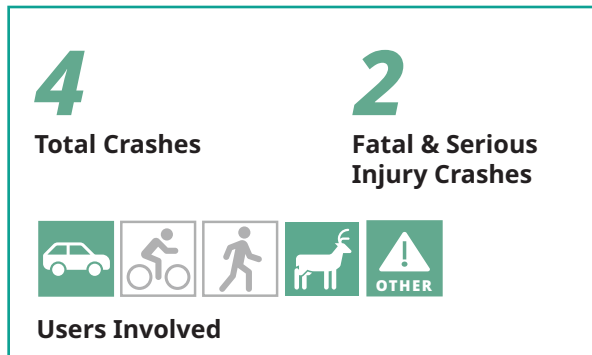 4
Total Crashes
2
Fatal & Serious
Injury Crashes
OTHER
Users Involved